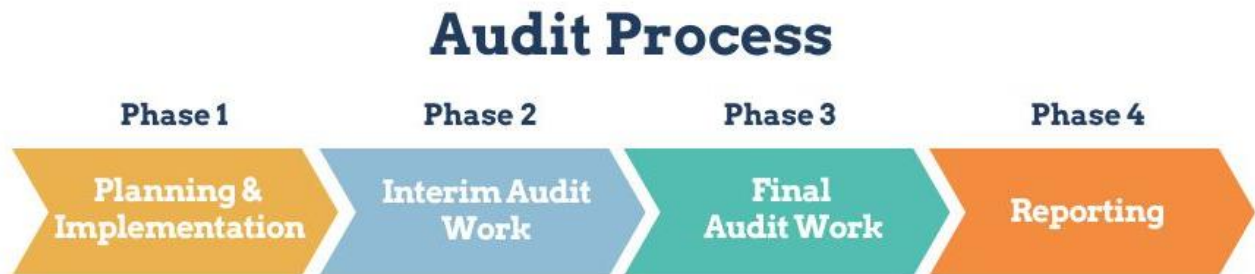 Audit Process
Phase 1
Phase 2
Phase 3
Phase 4
Planning &
Implementation
Interim Audit
Work
Final
Audit Work
Reporting